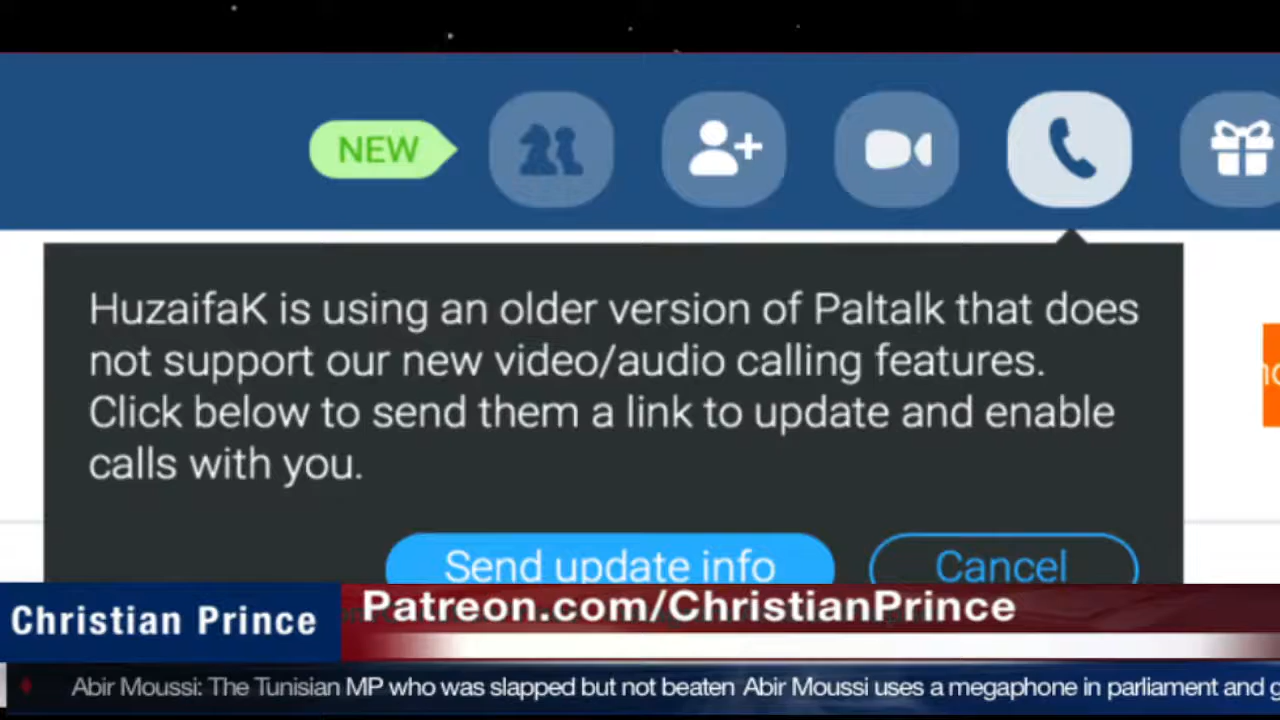 NEW
HuzaifaK is using an older version of Paltalk that does
not support our new video/audio calling features.
Click below to send them a link to update and enable
calls with you.
Send update info
Cancel
Christian Prince
Patreon.com/ChristianPrince
Abir Moussi: The Tunisian MP who was slapped but not beaten Abir Moussi uses a megaphone in parliament and